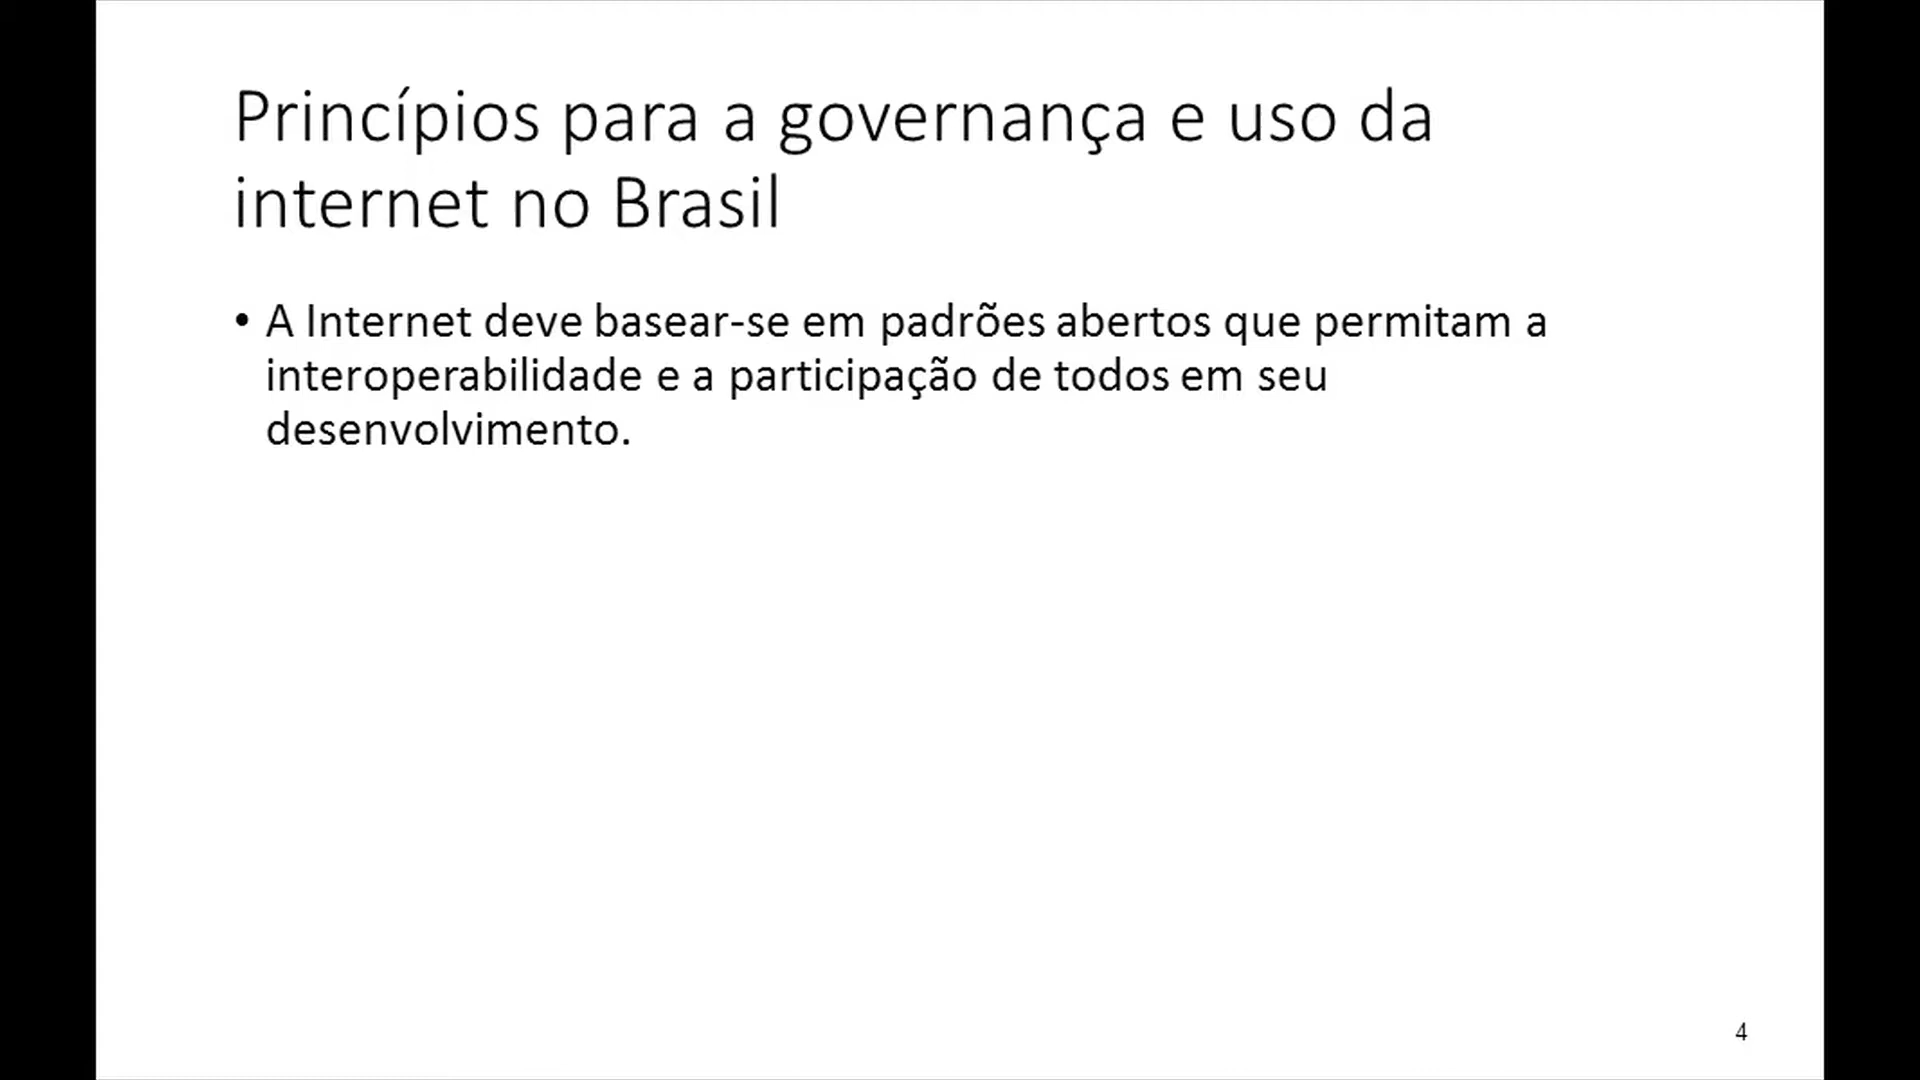 Princípios para a governança e uso da
internet no Brasil
• A Internet deve basear-se em padrões abertos que permitam a
interoperabilidade e a participação de todos em seu
desenvolvimento.
4